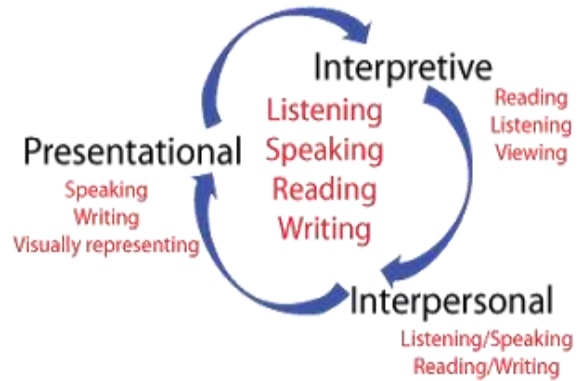 Interpretive
Reading
Listening
Viewing
Listening
Speaking
Reading
Writing
Presentational
Speaking
Writing
Visually representing
Interpersonal
Listening/Speaking
Reading/Writing